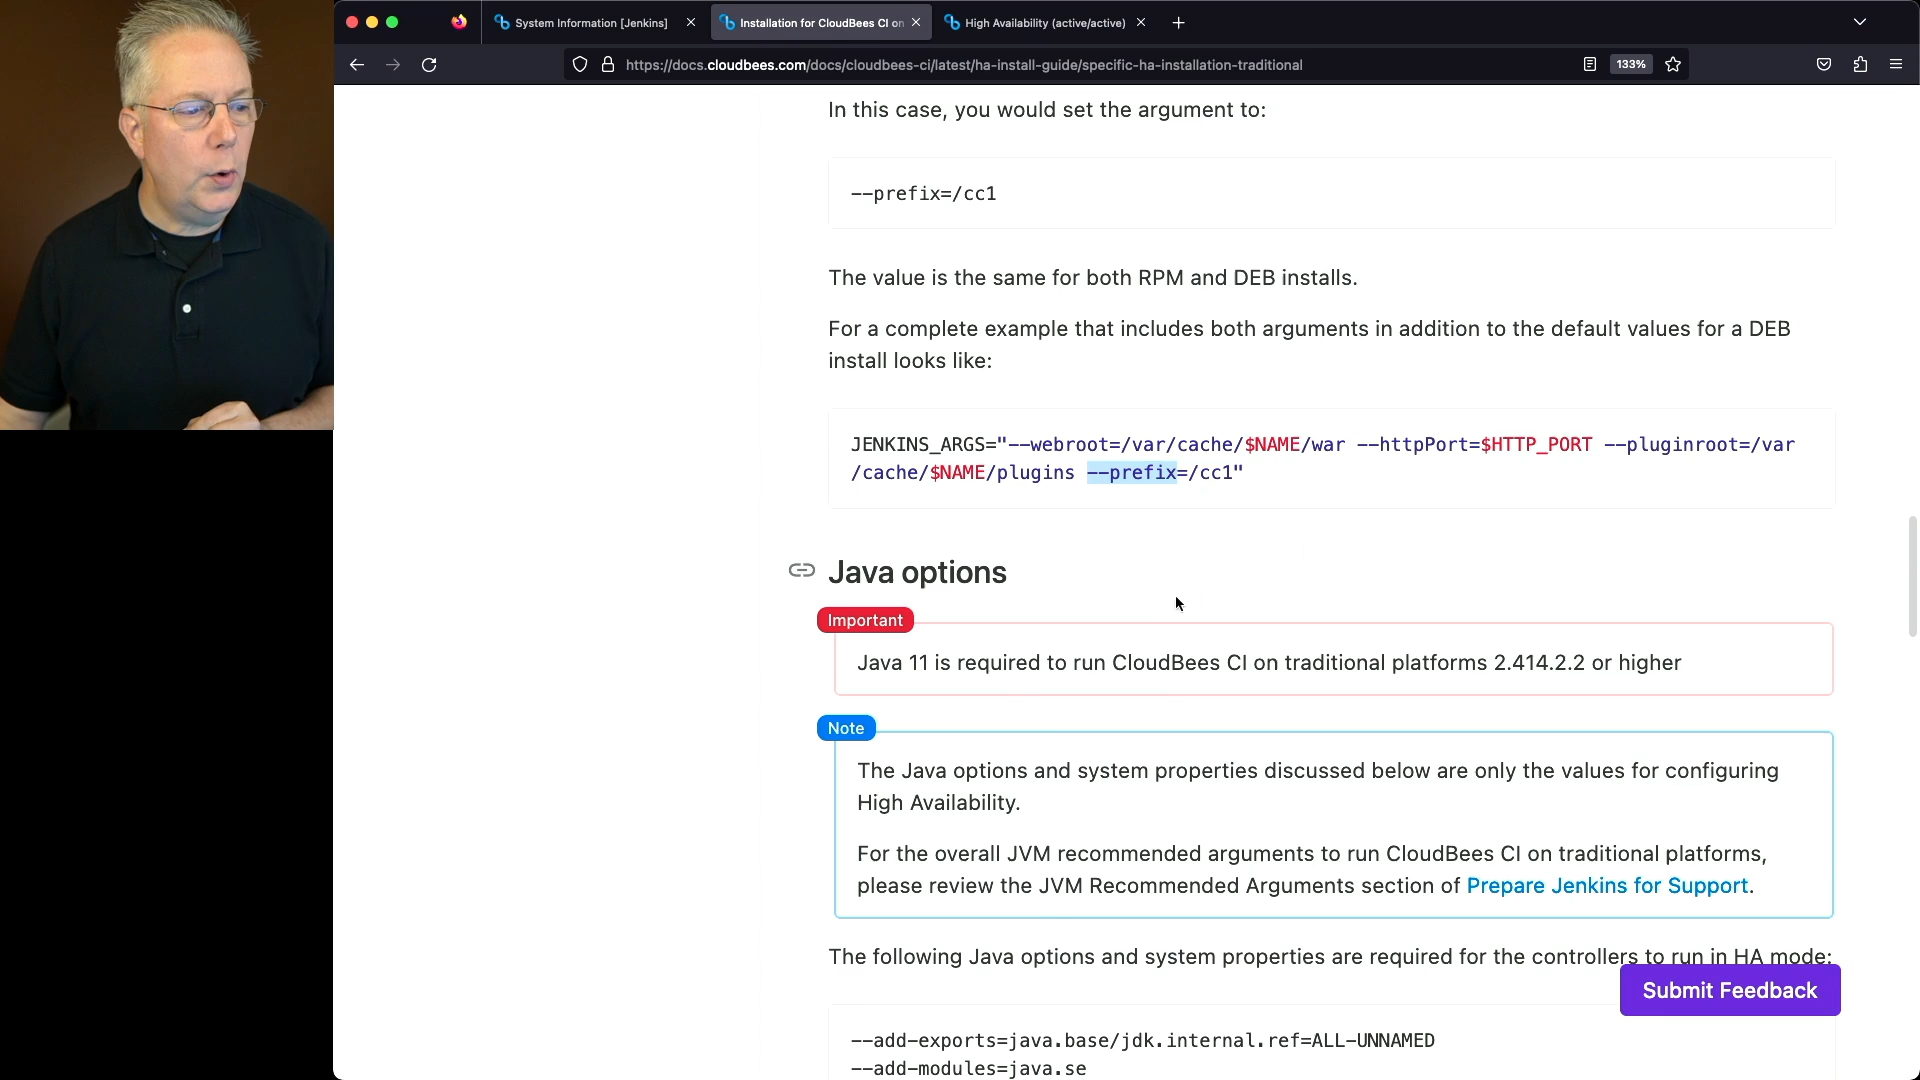 System Information [Jenkins]
Installation for CloudBees CI on
High Availability (active/active)
https://docs.cloudbees.com/docs/cloudbees-ci/latest/ha-install-guide/specific-ha-installation-traditional
133%
In this case, you would set the argument to:
--prefix=/cc1
The value is the same for both RPM and DEB installs.
For a complete example that includes both arguments in addition to the default values for a DEB
install looks like:
JENKINS_ARGS="--webroot=/var/cache/$NAME/war --httpPort=$HTTP_PORT --pluginroot=/var
/cache/$NAME/plugins --prefix=/cc1"
Java options
Important
Java 11 is required to run CloudBees CI on traditional platforms 2.414.2.2 or higher
Note
The Java options and system properties discussed below are only the values for configuring
High Availability.
For the overall JVM recommended arguments to run CloudBees CI on traditional platforms,
please review the JVM Recommended Arguments section of Prepare Jenkins for Support.
The following Java options and system properties are required for the controllers to run in HA mode:
Submit Feedback
--add-exports=java.base/jdk.internal.ref=ALL-UNNAMED
--add-modules=java.se